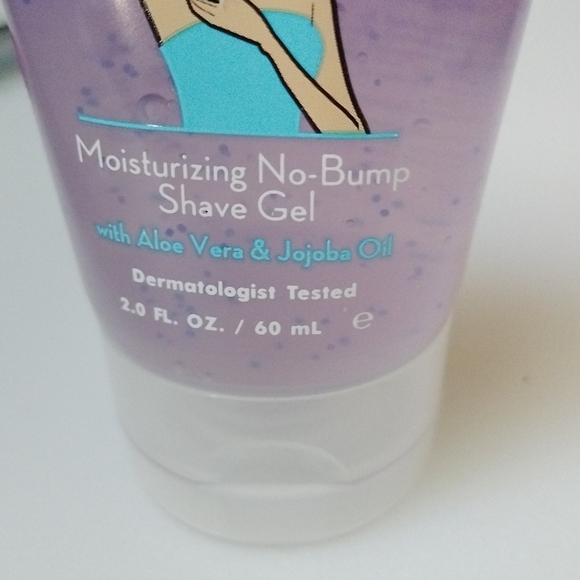 Moisturizing No-Bump
Shave Gel
with Aloe Vera & Jojoba Oil
Dermatologist Tested
2.0 FL. OZ. / 60 mL ℮